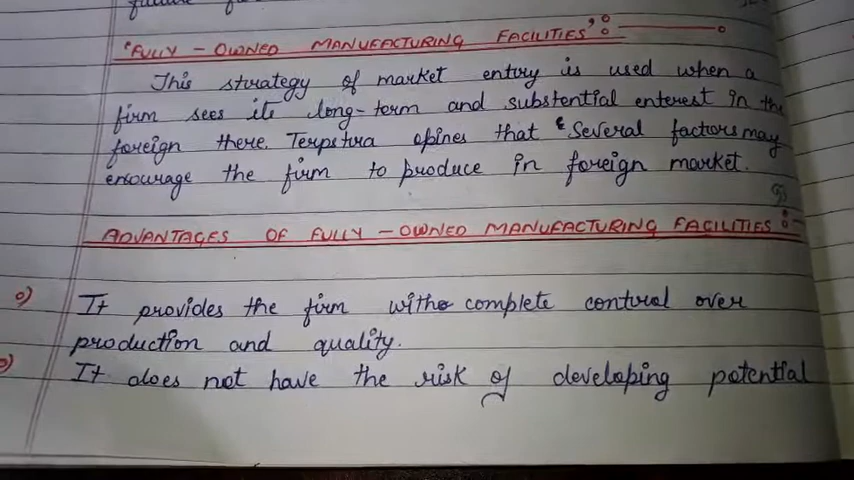 "FULLY - OWNED MANUFACTURING FACILITIES":
This strategy of market entry is used when a
firm sees its long-term and substential enterest in the
foreign there. Terpstra opines that "Several factors may
encourage the firm to produce in foreign market.
ADVANTAGES OF FULLY - OWNED MANUFACTURING FACILITIES:
It provides the firm with complete control over
production and quality.
It does not have the risk of developing potential